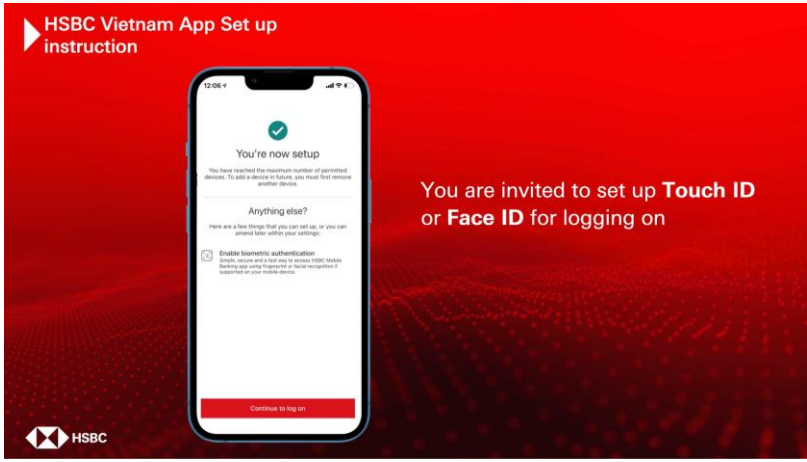 HSBC Vietnam App Set up
instruction
12:06
You're now setup
You have reached the maximum number of permitted
devices. To add a device in future, you must first remove
another device.
Anything else?
Here are a few things that you can set up, or you can
amend later within your settings:
Enable biometric authentication
Simple, secure and a fast way to access HSBC Mobile
Banking app using fingerprint or facial recognition if
supported on your mobile device.
Continue to log on
You are invited to set up Touch ID
or Face ID for logging on
HSBC